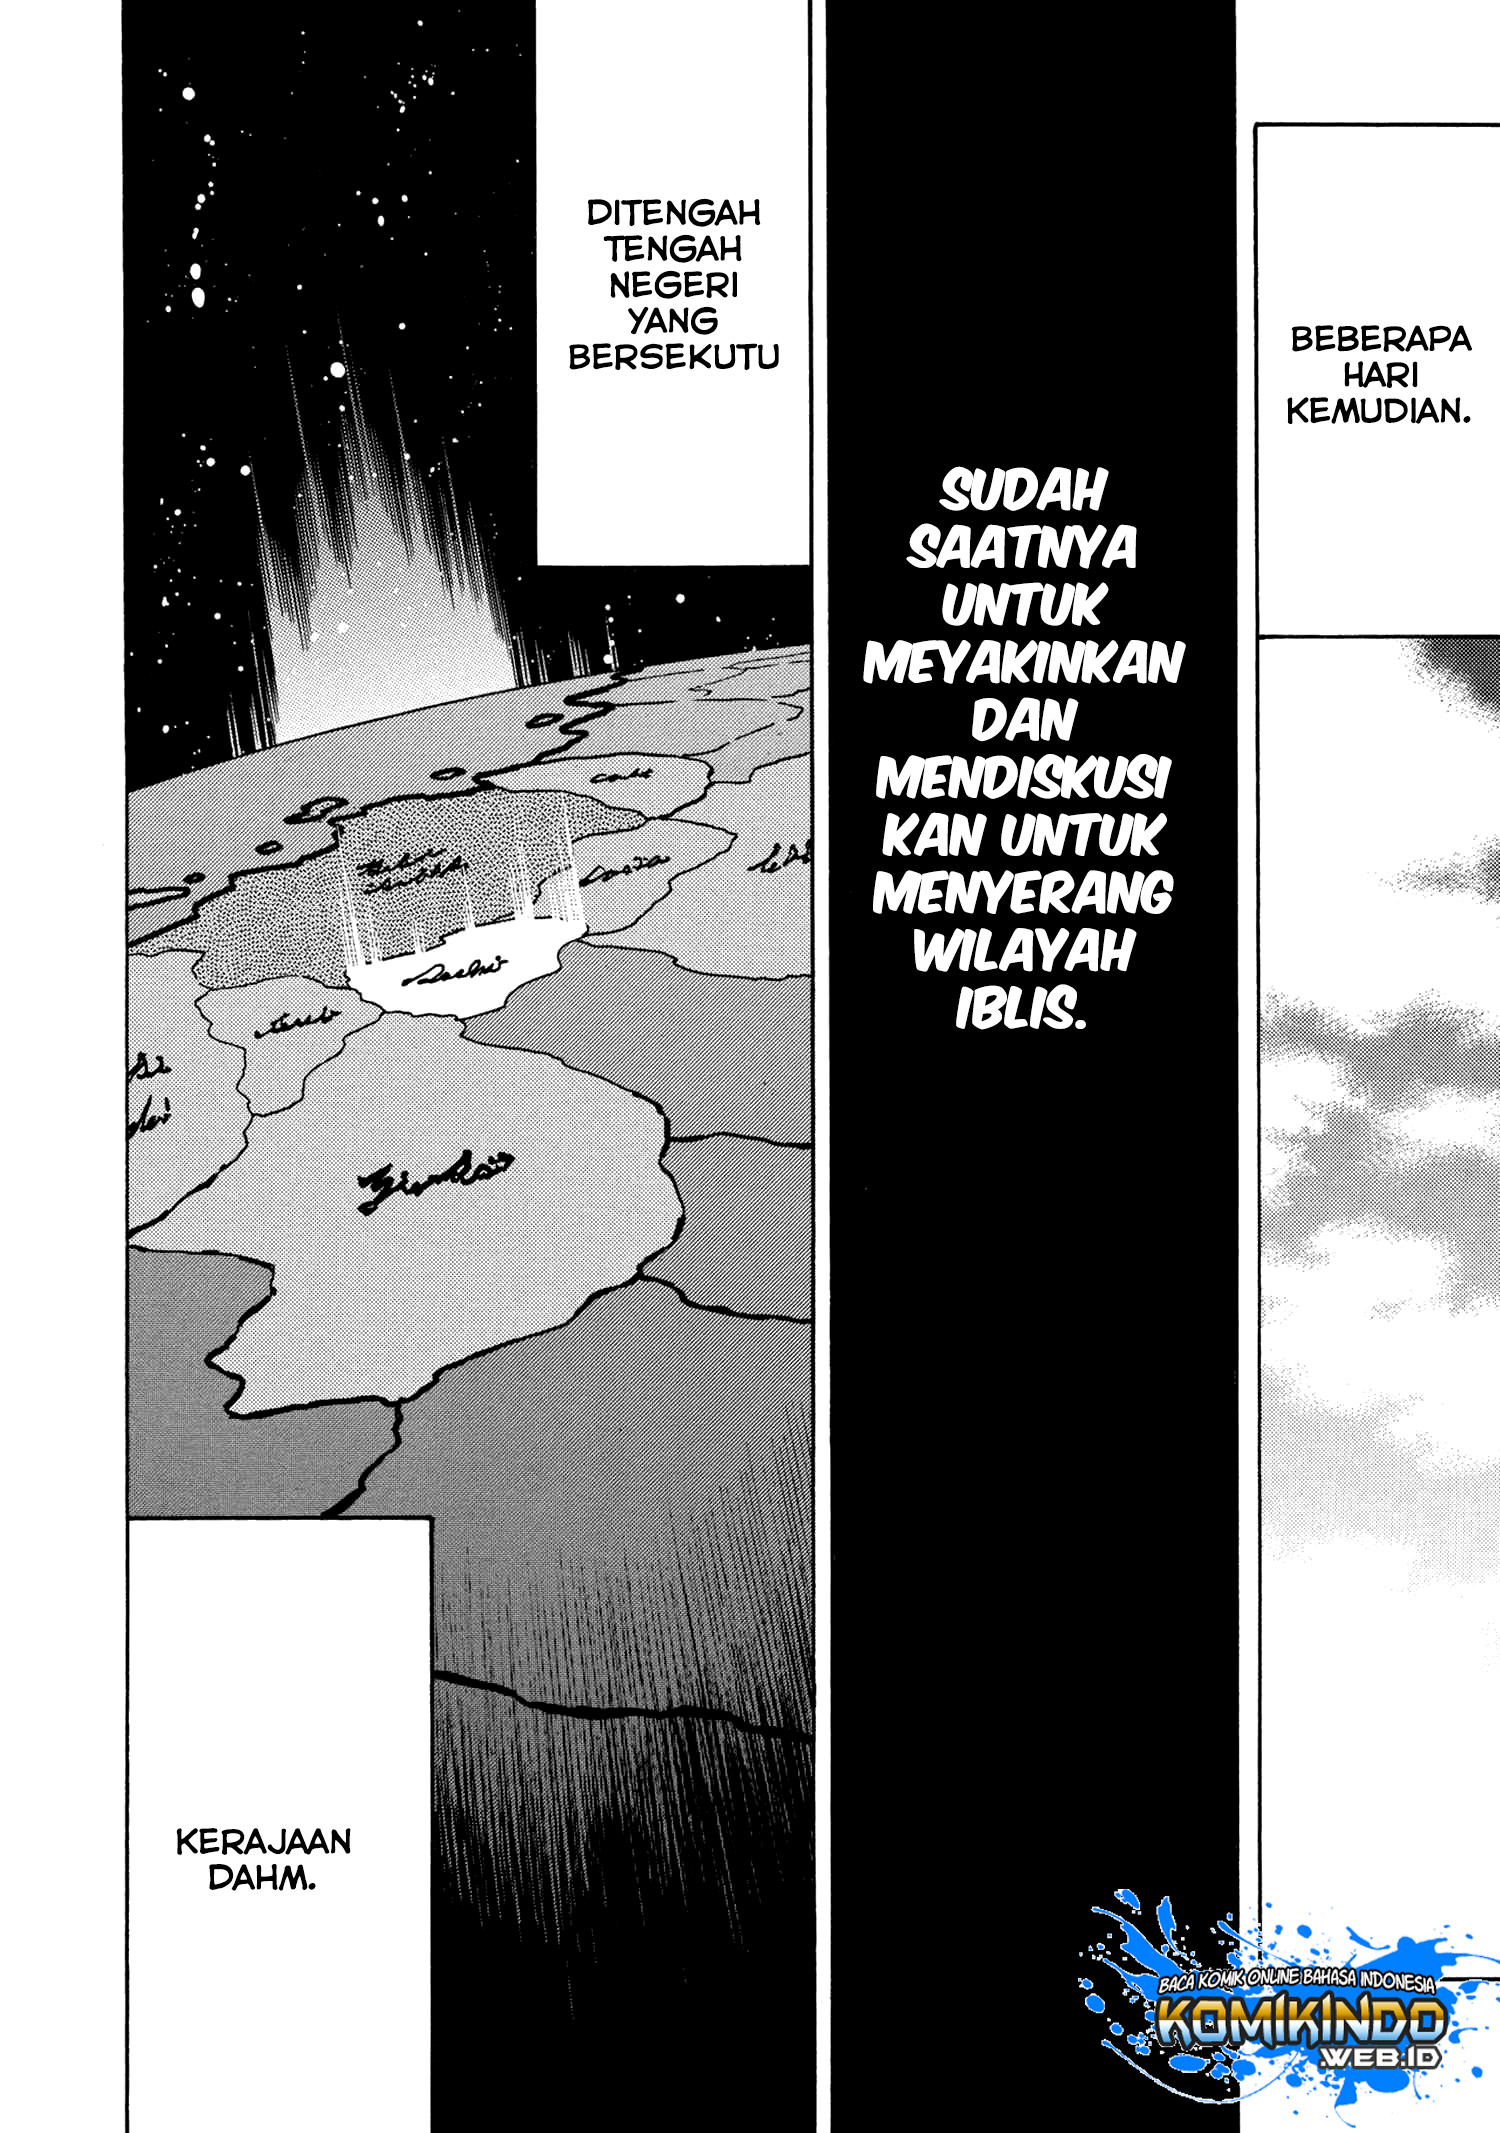 BEBERAPA
HARI
KEMUDIAN.
SUDAH
SAATNYA
UNTUK
MEYAKINKAN
DAN
MENDISKUSI
KAN UNTUK
MENYERANG
WILAYAH
IBLIS.
DITENGAH
TENGAH
NEGERI
YANG
BERSEKUTU
KERAJAAN
DAHM.
BACA KOMIK ONLINE BAHASA INDONESIA
KOMIKINDO
.WEB.ID